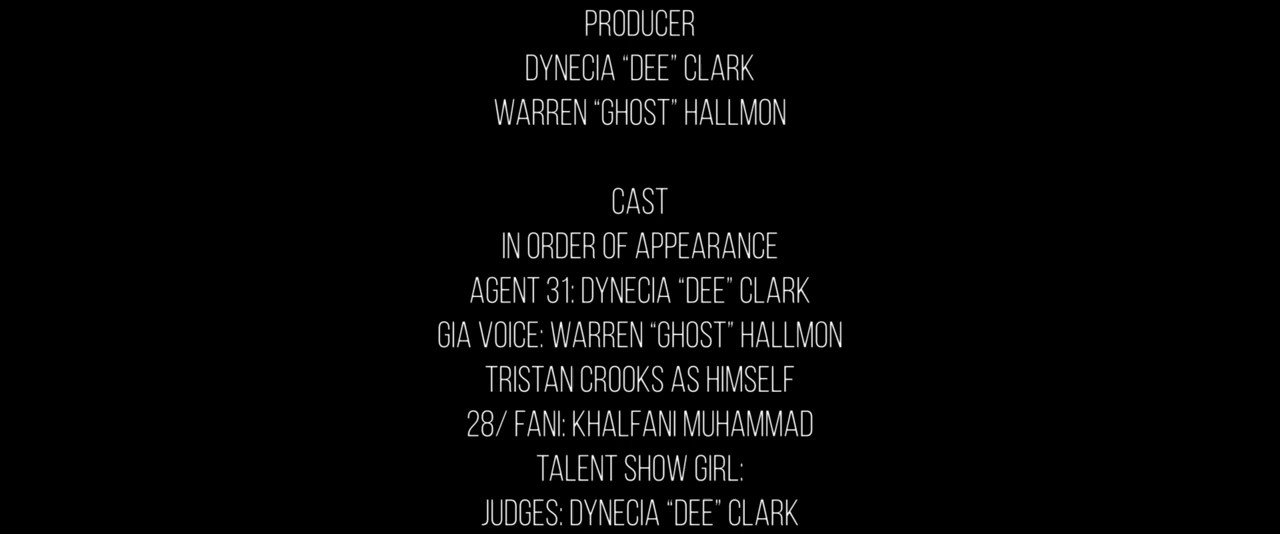 PRODUCER
DYNECIA “DEE” CLARK
WARREN “GHOST” HALLMON
CAST
IN ORDER OF APPEARANCE
AGENT 31: DYNECIA “DEE” CLARK
GIA VOICE: WARREN “GHOST” HALLMON
TRISTAN CROOKS AS HIMSELF
28/ FANI: KHALFANI MUHAMMAD
TALENT SHOW GIRL:
JUDGES: DYNECIA “DEE” CLARK